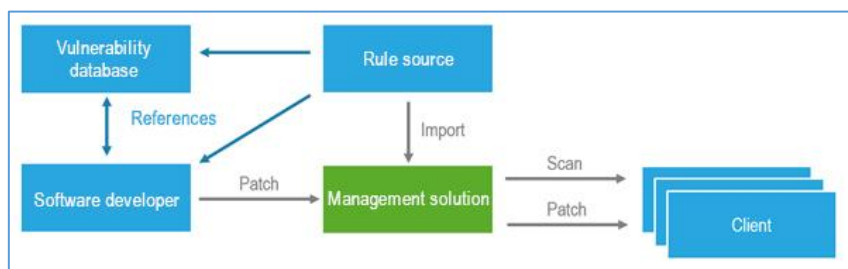 Vulnerability
database
Rule source
References
Import
Software developer
Patch
Management solution
Scan
Patch
Client